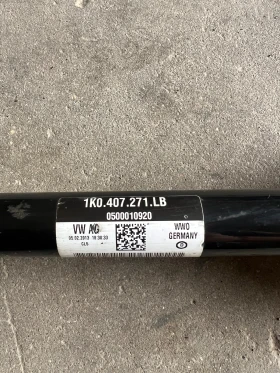 1K0.407.271.LB
0500010920
VW AG
WWO
GERMANY